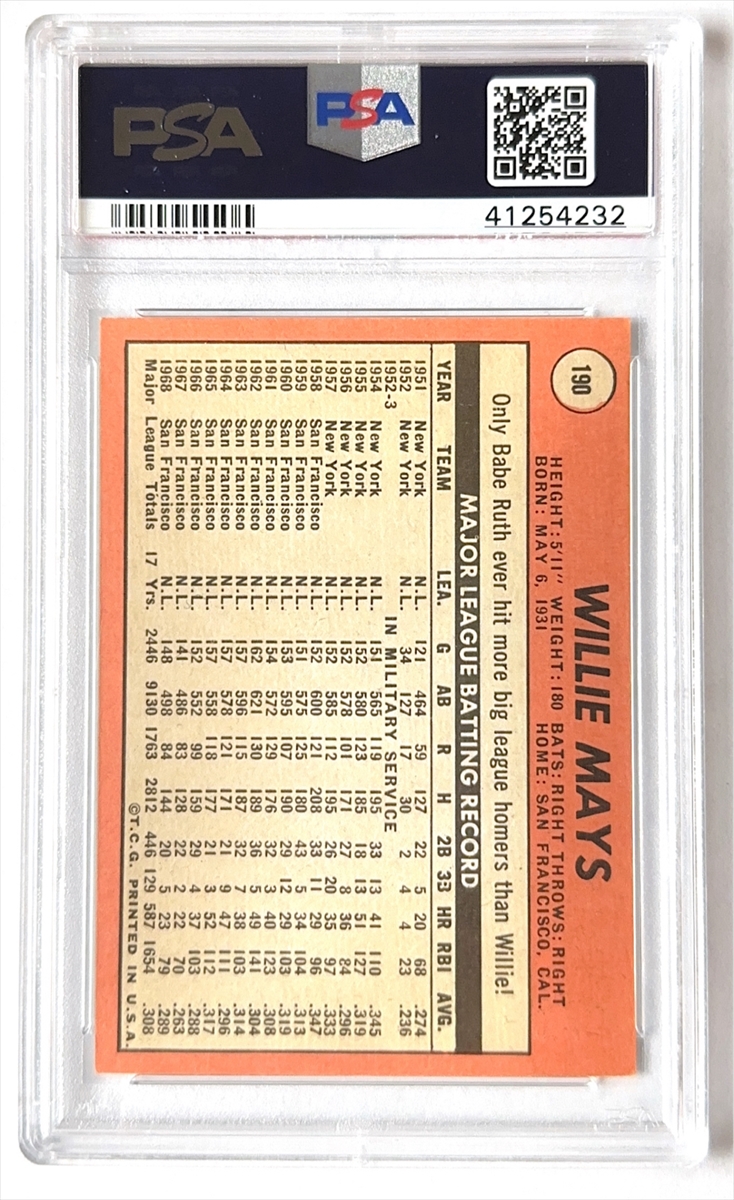 PSA
PSA
41254232
190
WILLIE MAYS
HEIGHT: 5'11" WEIGHT: 180 BATS: RIGHT THROWS: RIGHT
BORN: MAY 6, 1931 HOME: SAN FRANCISCO, CAL.
Only Babe Ruth ever hit more big league homers than Willie!
MAJOR LEAGUE BATTING RECORD
YEAR TEAM LEA. G AB R H 2B 33 HR RBI AVG.
1951 New York N.L. 121 464 59 127 22 5 20 68 .274
1952 New York N.L. 34 127 17 30 2 4 4 23 .236
1952-3 IN MILITARY SERVICE
1954 New York N.L. 151 565 119 195 33 13 41 110 .345
1955 New York N.L. 152 580 123 185 18 13 51 127 .319
1956 New York N.L. 152 578 101 171 27 8 36 84 .296
1957 New York N.L. 152 585 112 195 26 20 35 97 .333
1958 San Francisco N.L. 152 600 121 208 33 11 29 96 .347
1959 San Francisco N.L. 151 575 125 180 43 5 34 104 .313
1960 San Francisco N.L. 153 595 107 190 29 12 29 103 .319
1961 San Francisco N.L. 154 572 129 176 32 3 40 123 .308
1962 San Francisco N.L. 162 621 130 189 36 5 49 141 .304
1963 San Francisco N.L. 157 596 115 187 32 7 38 103 .314
1964 San Francisco N.L. 157 578 121 171 21 9 47 111 .296
1965 San Francisco N.L. 157 558 118 177 21 3 52 112 .317
1966 San Francisco N.L. 152 552 99 159 29 4 37 103 .288
1967 San Francisco N.L. 141 486 83 128 22 2 22 70 .263
1968 San Francisco N.L. 148 498 84 144 20 5 23 79 .289
Major League Totals 17 Yrs. 2446 9130 1763 2812 446 129 587 1654 .308
©T.C.G. PRINTED IN U.S.A.